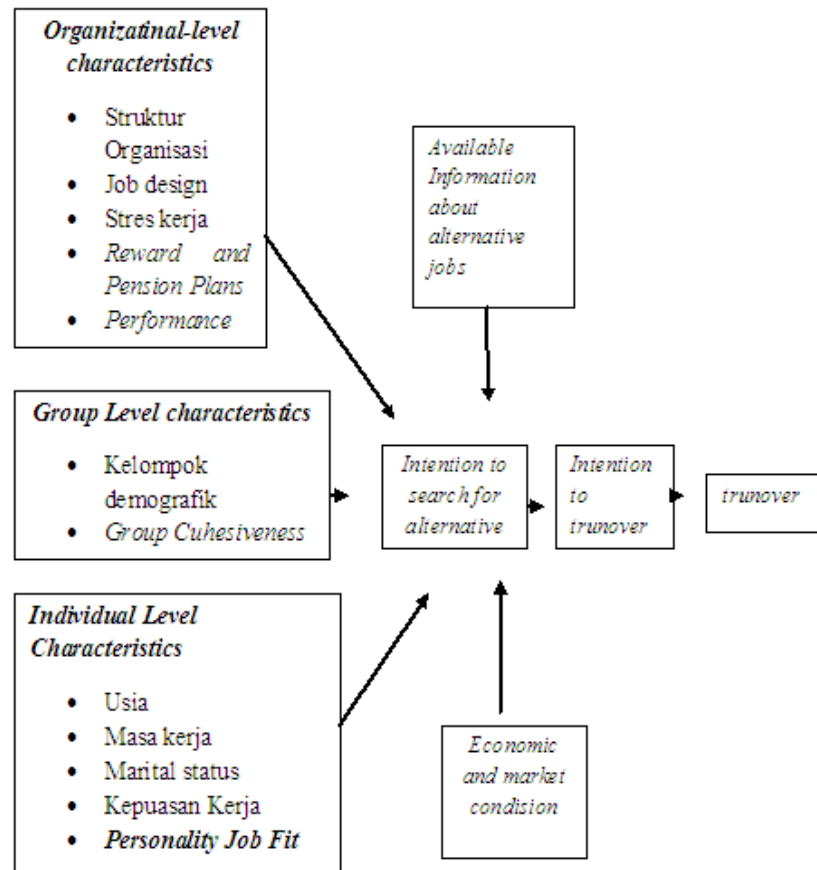 Organizatinal-level
characteristics
• Struktur
Organisasi
• Job design
• Stres kerja
• Reward and
Pension Plans
• Performance
Available
Information
about
alternative
jobs
Group Level characteristics
• Kelompok
demografik
• Group Cuhesiveness
Intention to
search for
alternative
Intention
to
trunover
trunover
Individual Level
Characteristics
• Usia
• Masa kerja
• Marital status
• Kepuasan Kerja
• Personality Job Fit
Economic
and market
condision